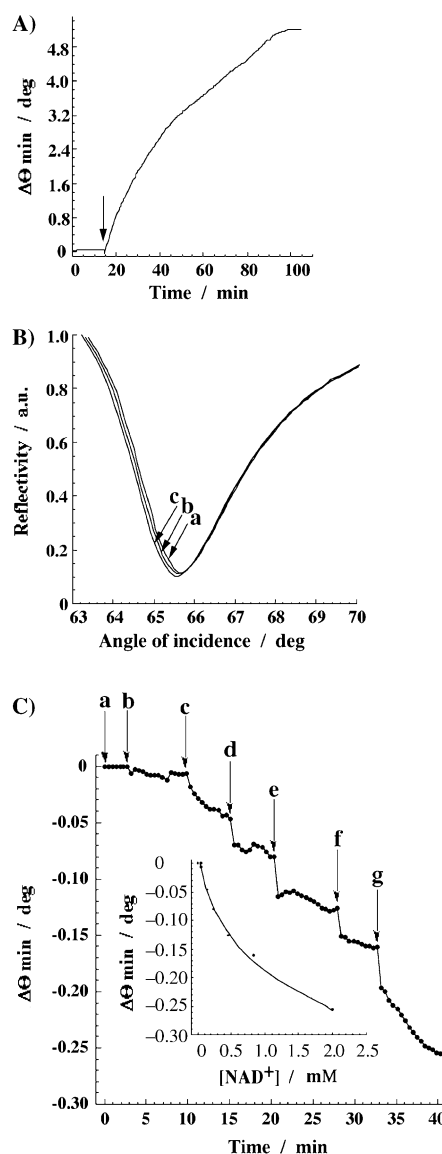 A)
4.8
4.0
3.2
2.4
1.6
0.8
0
ΔΘ min / deg
0 20 40 60 80 100
Time / min
B)
1.0
0.8
0.6
0.4
0.2
0
Reflectivity / a.u.
c
b
a
63 64 65 66 67 68 69 70
Angle of incidence / deg
C)
a b c d e f g
0
-0.05
-0.10
-0.15
-0.20
-0.25
-0.30
ΔΘ min / deg
0
-0.05
-0.10
-0.15
-0.20
-0.25
-0.30
ΔΘ min / deg
0 0.5 1.0 1.5 2.0 2.5
[NAD+] / mM
0 5 10 15 20 25 30 35 40
Time / min